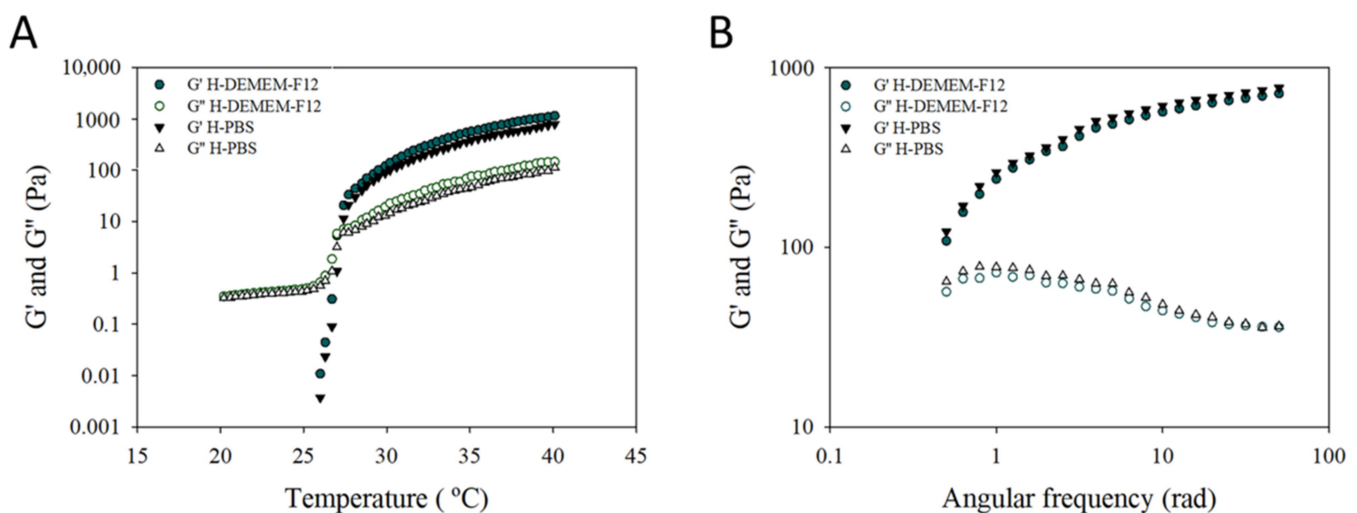 A
G' and G" (Pa)
10,000
1000
100
10
1
0.1
0.01
0.001
G' H-DEMEM-F12
G" H-DEMEM-F12
G' H-PBS
G" H-PBS
15 20 25 30 35 40 45
Temperature ( ºC)
B
G' and G" (Pa)
1000
100
10
G' H-DEMEM-F12
G" H-DEMEM-F12
G' H-PBS
G" H-PBS
0.1 1 10 100
Angular frequency (rad)